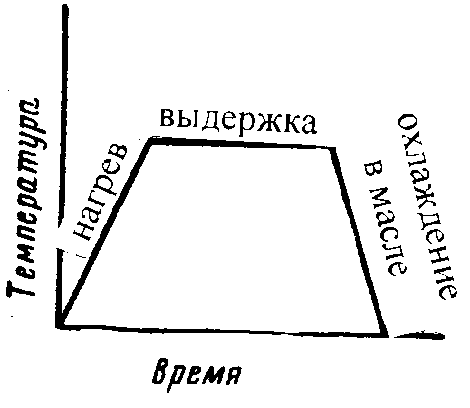 Температура
нагрев
выдержка
охлаждение
в масле
Время